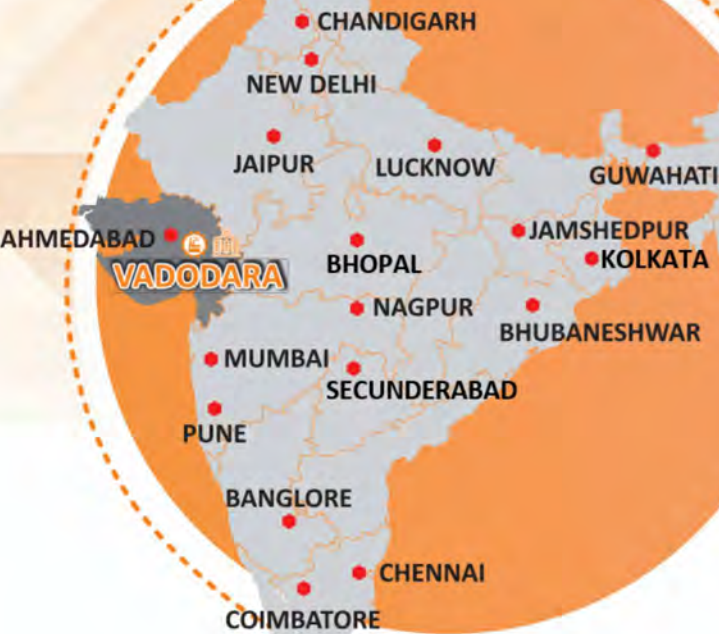 CHANDIGARH
NEW DELHI
JAIPUR
LUCKNOW
GUWAHATI
AHMEDABAD
JAMSHEDPUR
BHOPAL
KOLKATA
VADODARA
NAGPUR
BHUBANESHWAR
MUMBAI
SECUNDERABAD
PUNE
BANGLORE
CHENNAI
COIMBATORE